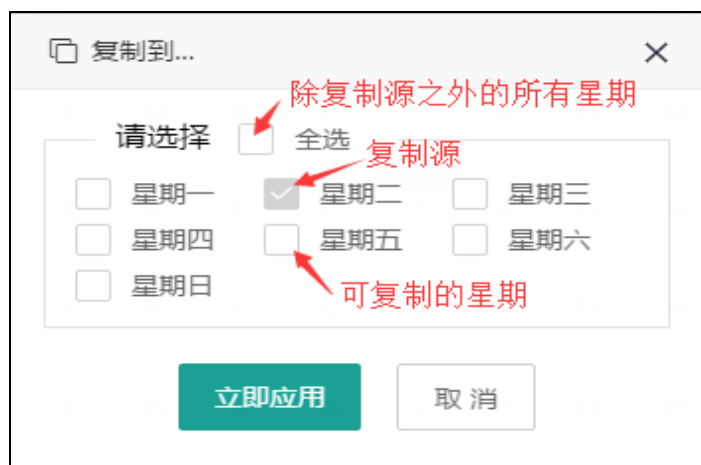 复制到...
除复制源之外的所有星期
请选择 全选
复制源
星期一 星期二 星期三
星期四 星期五 星期六
星期日
可复制的星期
立即应用 取消